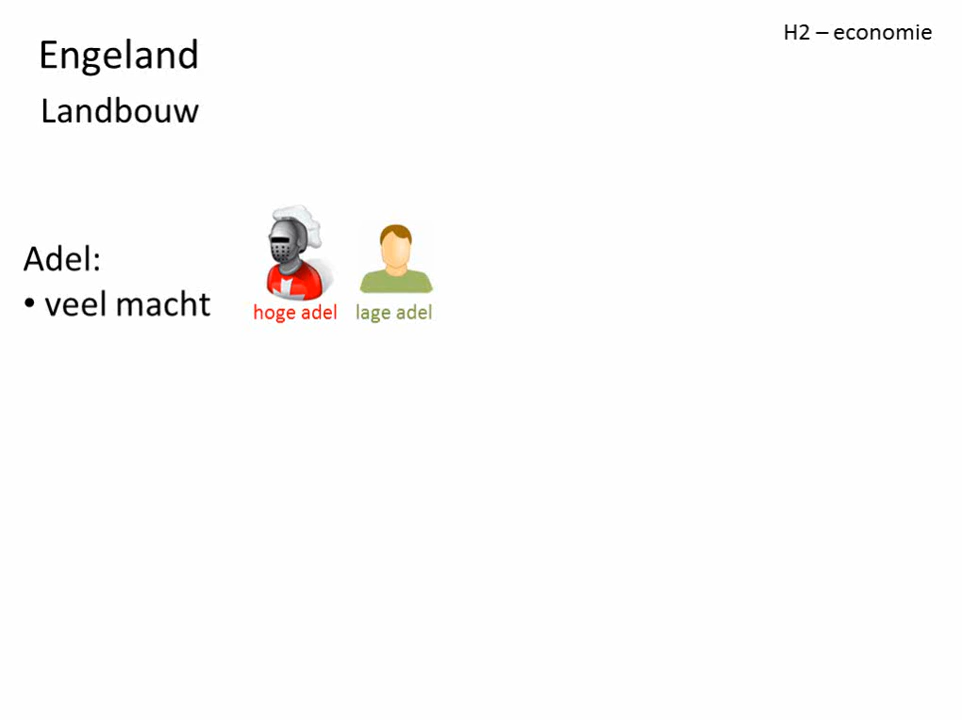 H2 – economie
Engeland
Landbouw
Adel:
• veel macht
hoge adel
lage adel